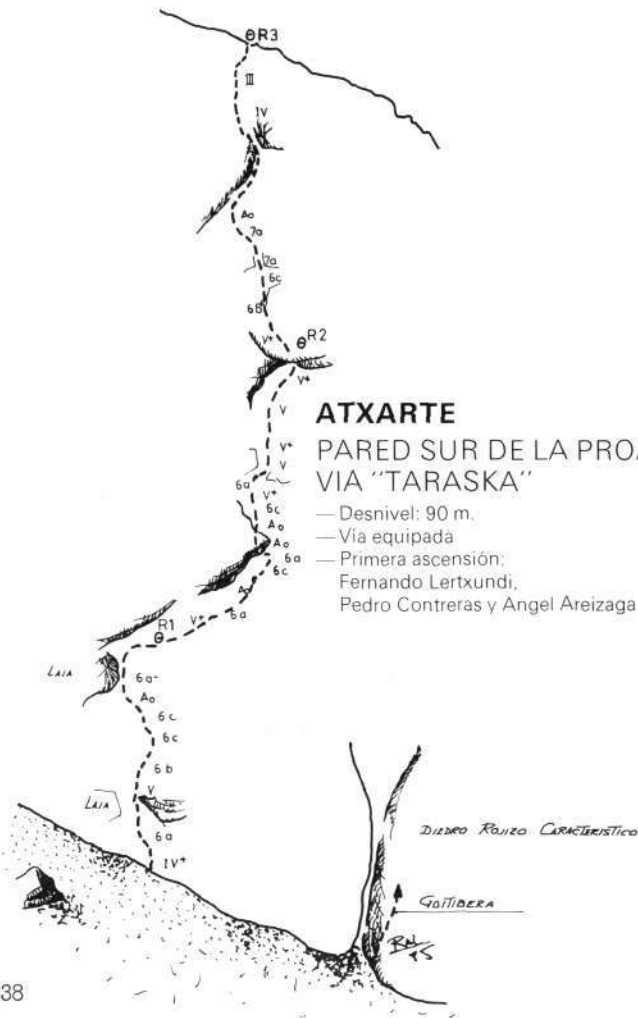 R3
III
IV
Ao
7a
7a
6c
6B
V+
R2
V+
V
V+
V
6a
V+
6c
Ao
Ao
6a
6c
Ao
6a
V+
R1
LAIA
6a-
Ao
6c
6c
6b
V
LAIA
6a
IV+
ATXARTE
PARED SUR DE LA PROA
VIA "TARASKA"
— Desnivel: 90 m.
— Vía equipada
— Primera ascensión:
Fernando Lertxundi,
Pedro Contreras y Angel Areizaga
DIEDRO ROJIZO CARACTERISTICO
GOITIBERA
38